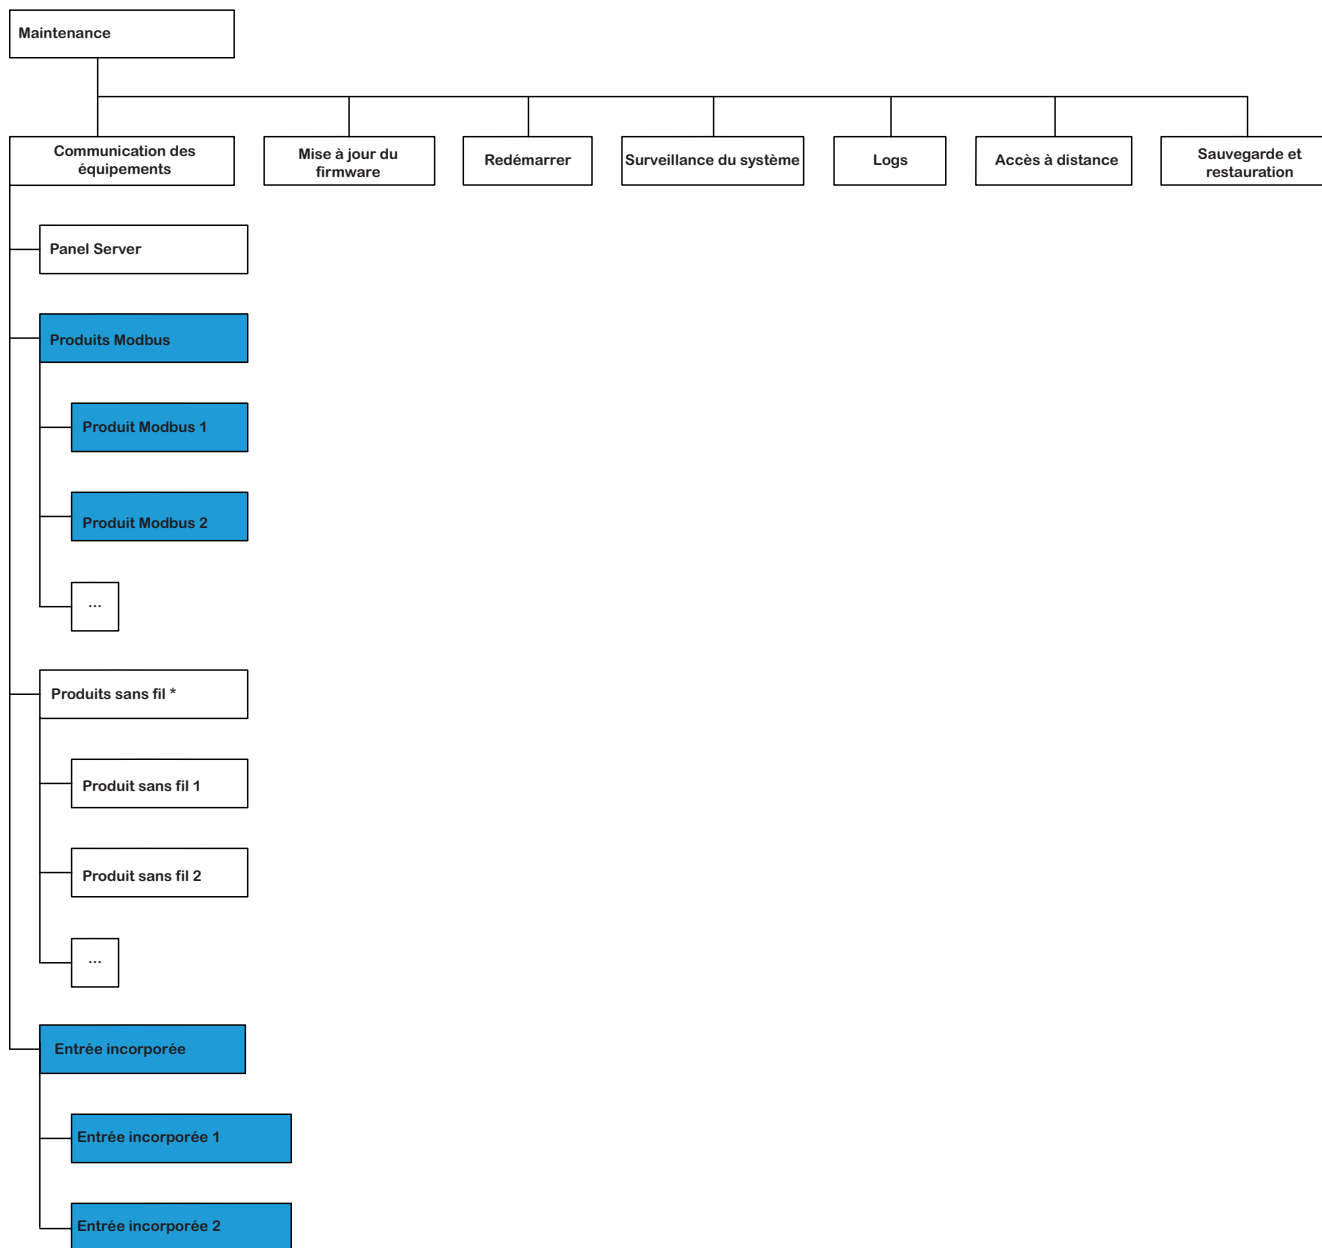 Maintenance
Communication des
équipements
Mise à jour du
firmware
Redémarrer
Surveillance du système
Logs
Accès à distance
Sauvegarde et
restauration
Panel Server
Produits Modbus
Produit Modbus 1
Produit Modbus 2
...
Produits sans fil *
Produit sans fil 1
Produit sans fil 2
...
Entrée incorporée
Entrée incorporée 1
Entrée incorporée 2